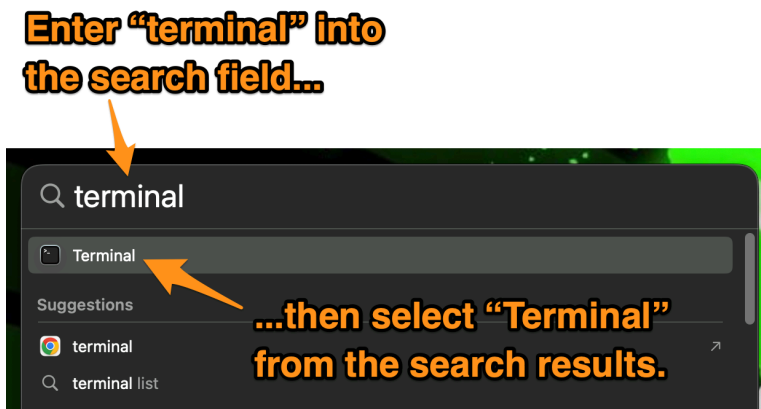 Enter “terminal” into
the search field...
terminal
Terminal
Suggestions
...then select “Terminal”
from the search results.
terminal
terminal list